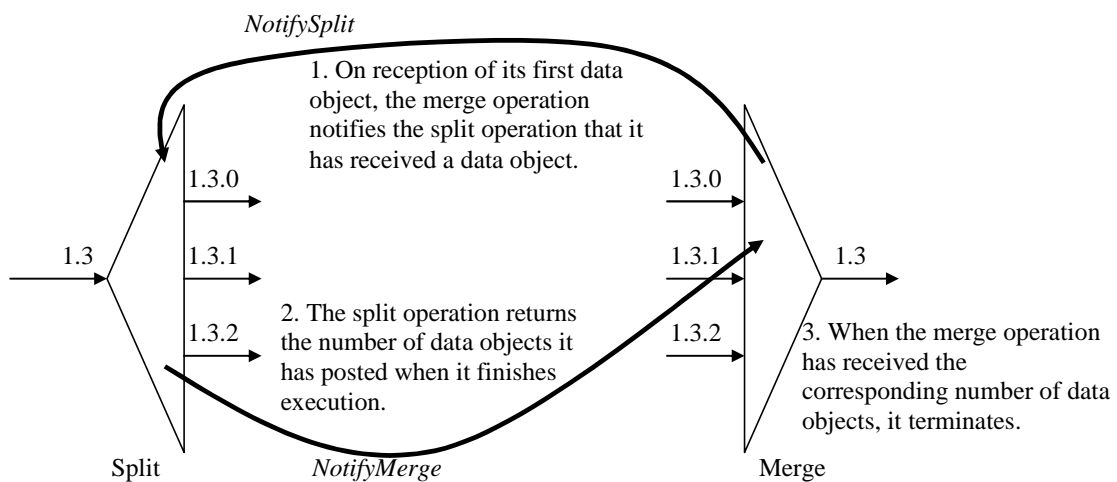 NotifySplit
1. On reception of its first data
object, the merge operation
notifies the split operation that it
has received a data object.
1.3.0
1.3.0
1.3
1.3.1
1.3.1
1.3
1.3.2
2. The split operation returns
the number of data objects it
has posted when it finishes
execution.
1.3.2
3. When the merge operation
has received the
corresponding number of data
objects, it terminates.
Split
NotifyMerge
Merge